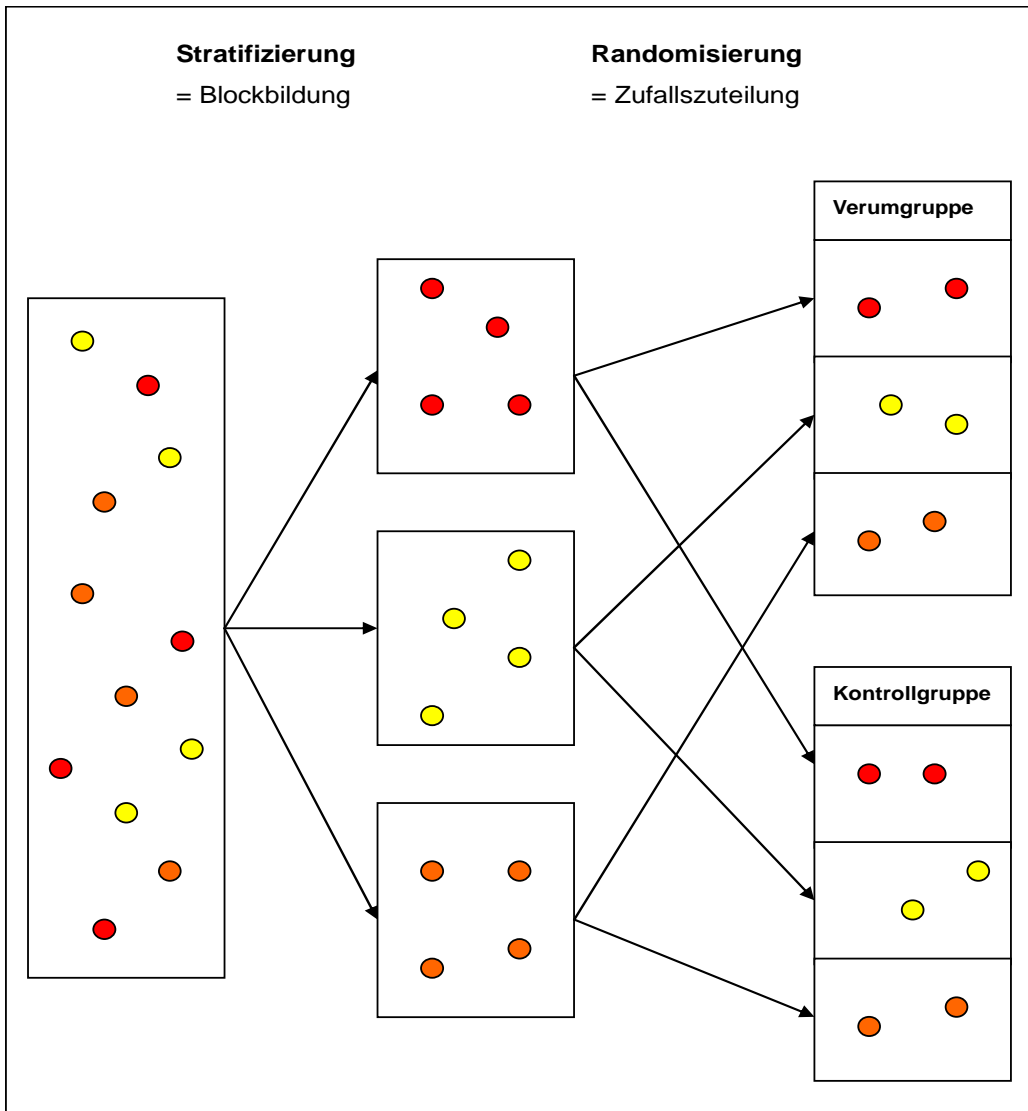 Stratifizierung
= Blockbildung
Randomisierung
= Zufallszuteilung
Verumgruppe
Kontrollgruppe